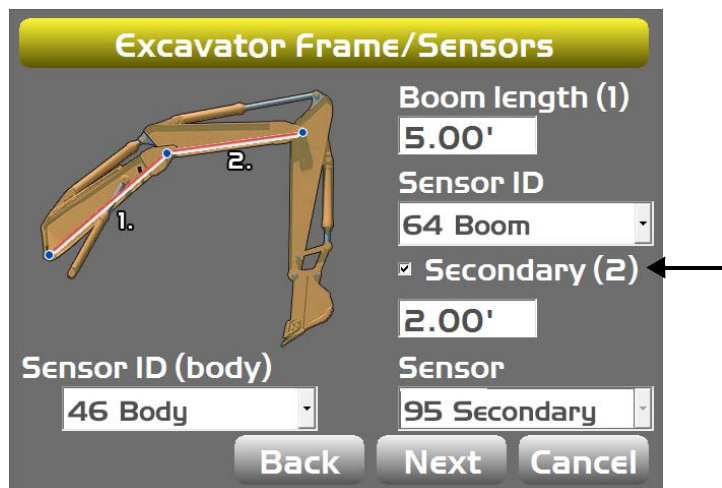 Excavator Frame/Sensors
Boom length (1)
5.00'
Sensor ID
64 Boom
Secondary (2)
2.00'
2.
1.
Sensor ID (body)
46 Body
Sensor
95 Secondary
Back
Next
Cancel